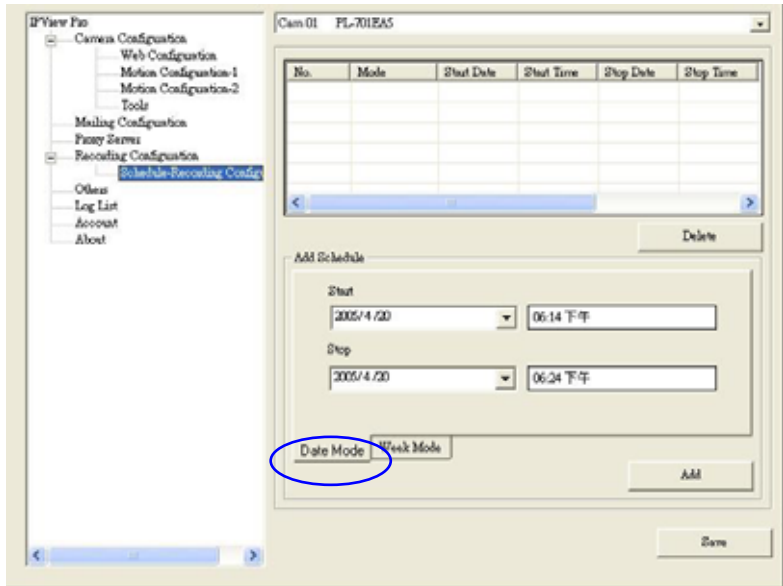 IPView Pro
Camera Configuration
Web Configuration
Motion Configuration-1
Motion Configuration-2
Tools
Mailing Configuration
Proxy Server
Recording Configuration
Schedule-Recording Config
Others
Log List
Account
About
Cam 01 PL-701EAS
No. Mode Start Date Start Time Stop Date Stop Time
Delete
Add Schedule
Start
2005/4 /20 06:14 下午
Stop
2005/4 /20 06:24 下午
Date Mode Week Mode
Add
Save